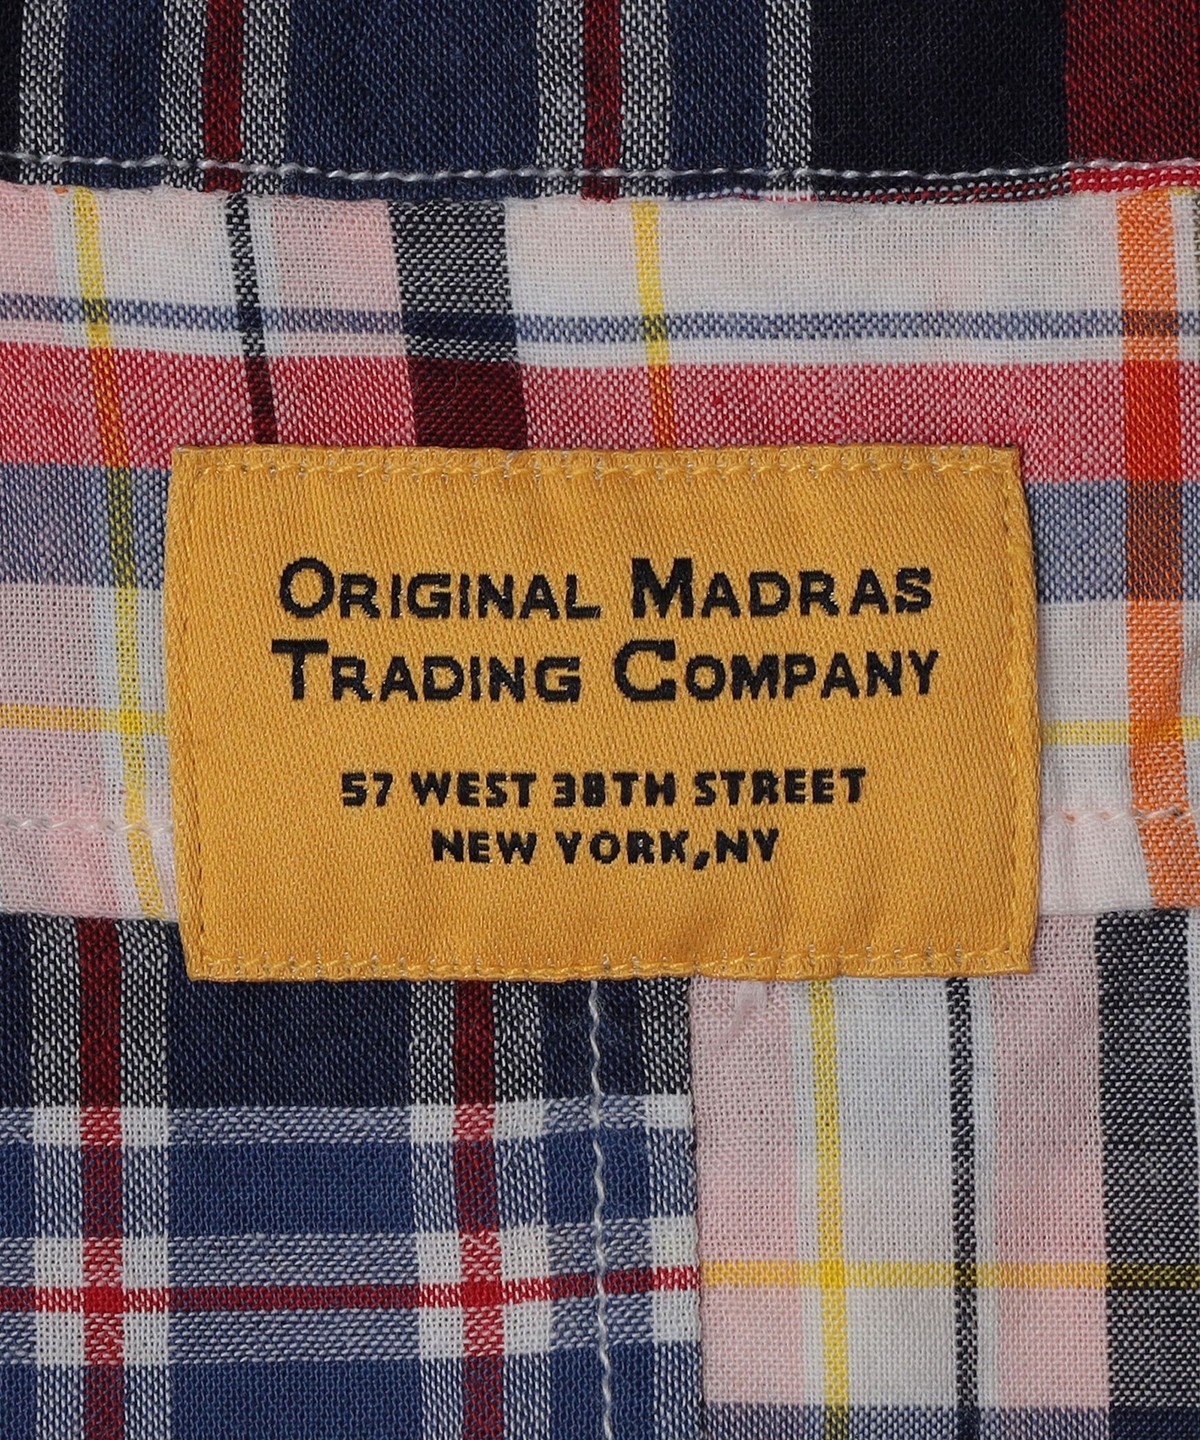 ORIGINAL MADRAS
TRADING COMPANY
57 WEST 38TH STREET
NEW YORK,NY